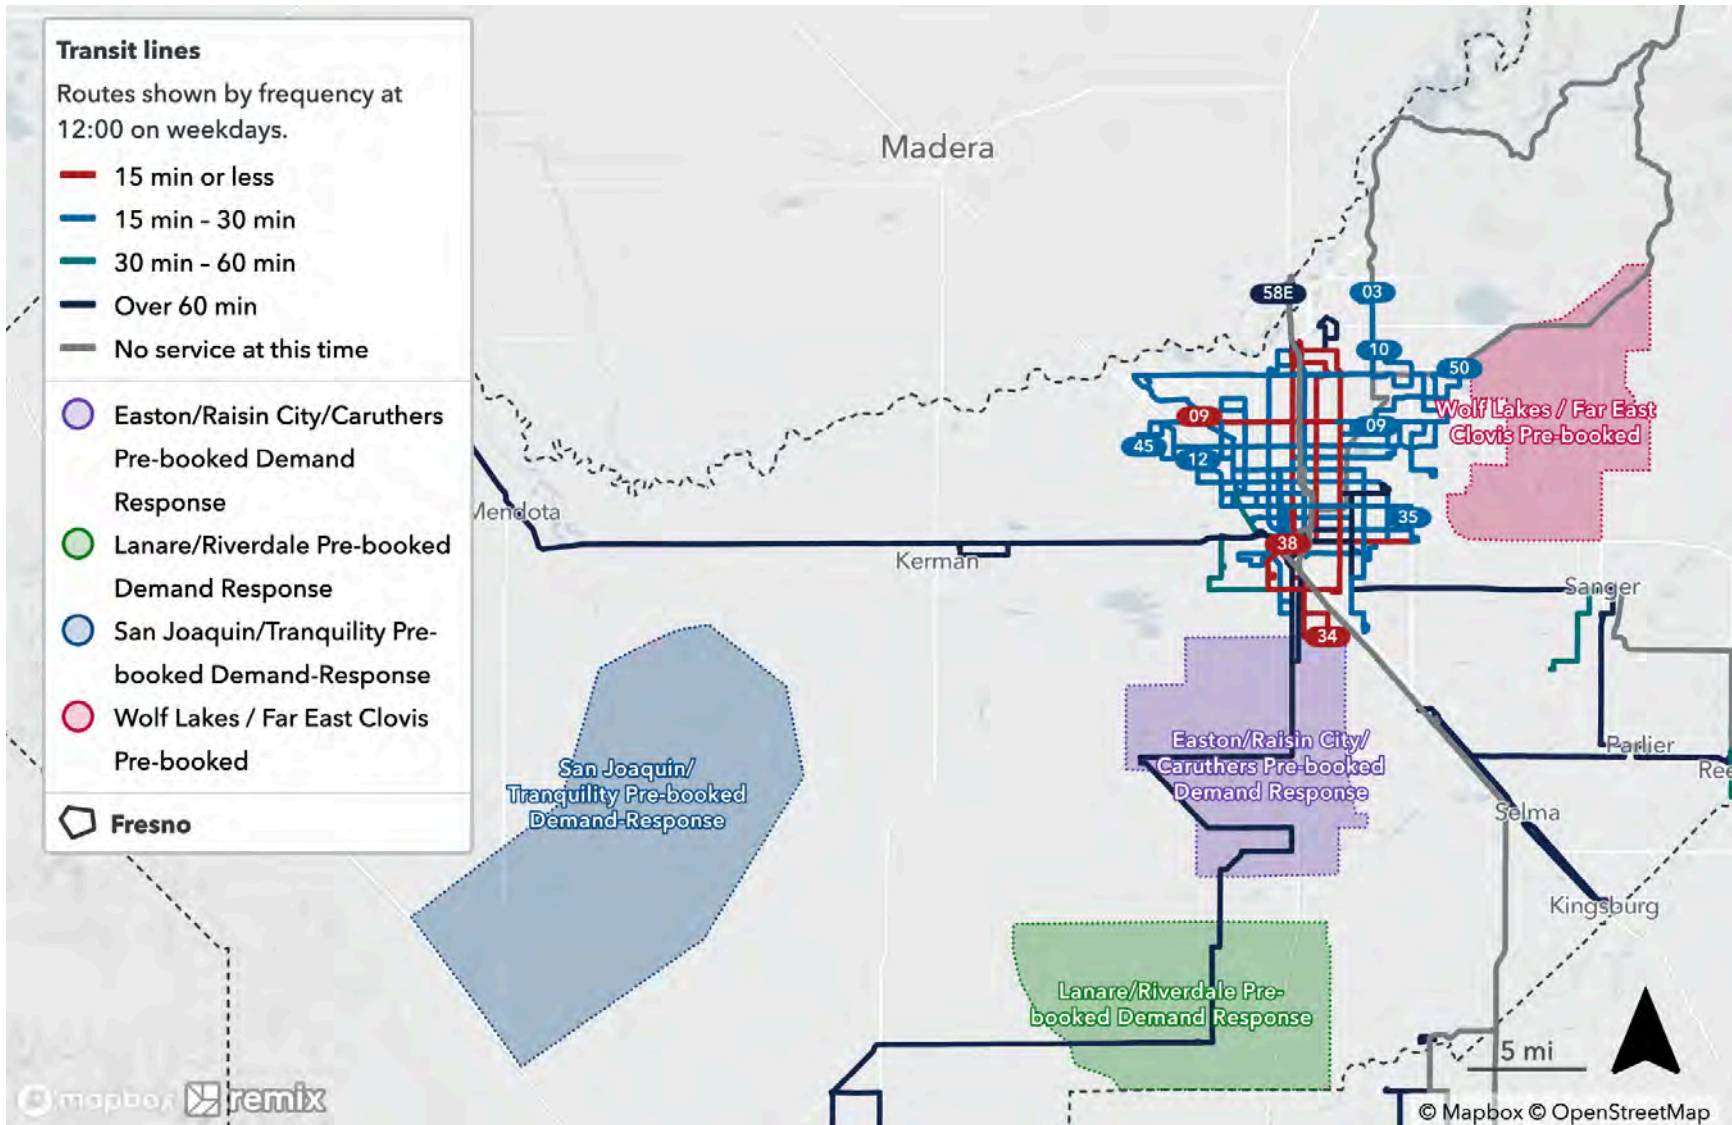 Transit lines
Routes shown by frequency at
12:00 on weekdays.
15 min or less
15 min – 30 min
30 min – 60 min
Over 60 min
No service at this time
Easton/Raisin City/Caruthers
Pre-booked Demand
Response
Lanare/Riverdale Pre-booked
Demand Response
San Joaquin/Tranquility Pre-
booked Demand-Response
Wolf Lakes / Far East Clovis
Pre-booked
Fresno
Madera
58E
03
10
50
09
09
45
12
35
38
34
Wolf Lakes / Far East
Clovis Pre-booked
Mendota
Kerman
Sanger
Parlier
Ree
Selma
Kingsburg
Easton/Raisin City/
Caruthers Pre-booked
Demand Response
San Joaquin/
Tranquility Pre-booked
Demand-Response
Lanare/Riverdale Pre-
booked Demand Response
5 mi
mapbox remix
© Mapbox © OpenStreetMap